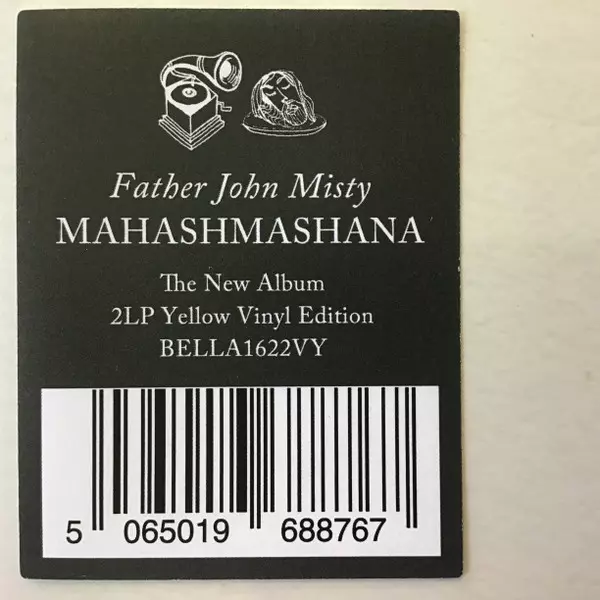 Father John Misty
MAHASHMASHANA
The New Album
2LP Yellow Vinyl Edition
BELLA1622VY
5 065019 688767